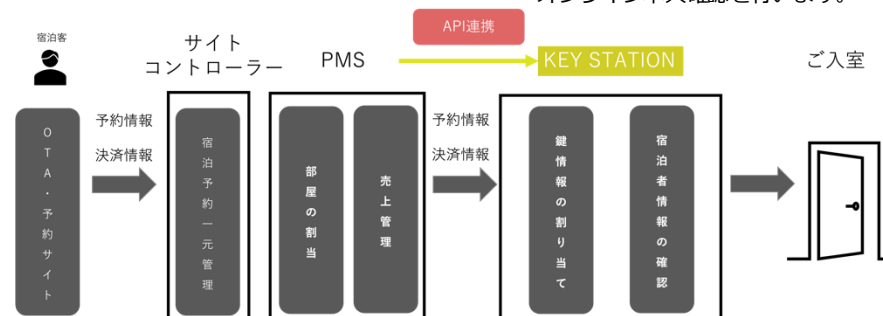 オンラインで本人確認を行います。
API連携
宿泊客
サイト
コントローラー
PMS
KEY STATION
ご入室
OTA・予約サイト
予約情報
決済情報
宿泊予約一元管理
部屋の割当
売上管理
予約情報
決済情報
鍵情報の割り当て
宿泊者情報の確認